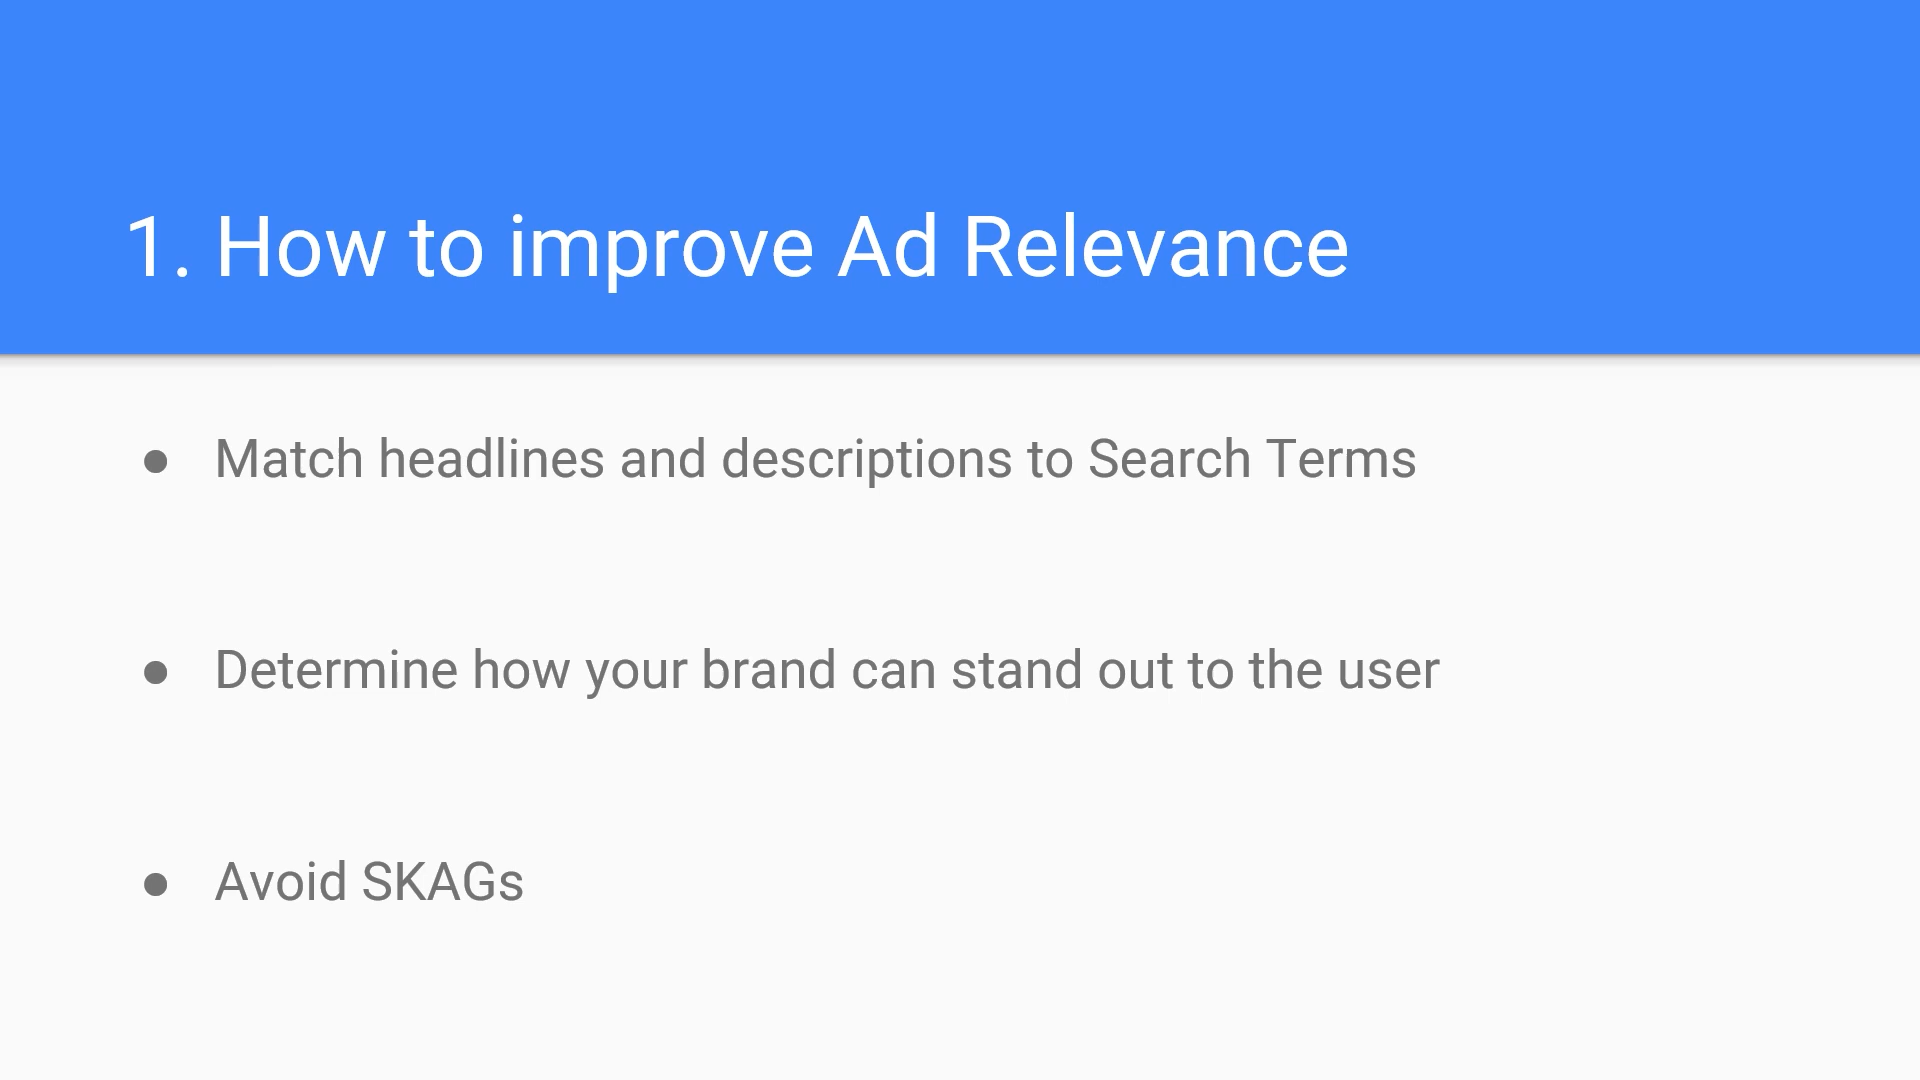 1. How to improve Ad Relevance
● Match headlines and descriptions to Search Terms
● Determine how your brand can stand out to the user
● Avoid SKAGs